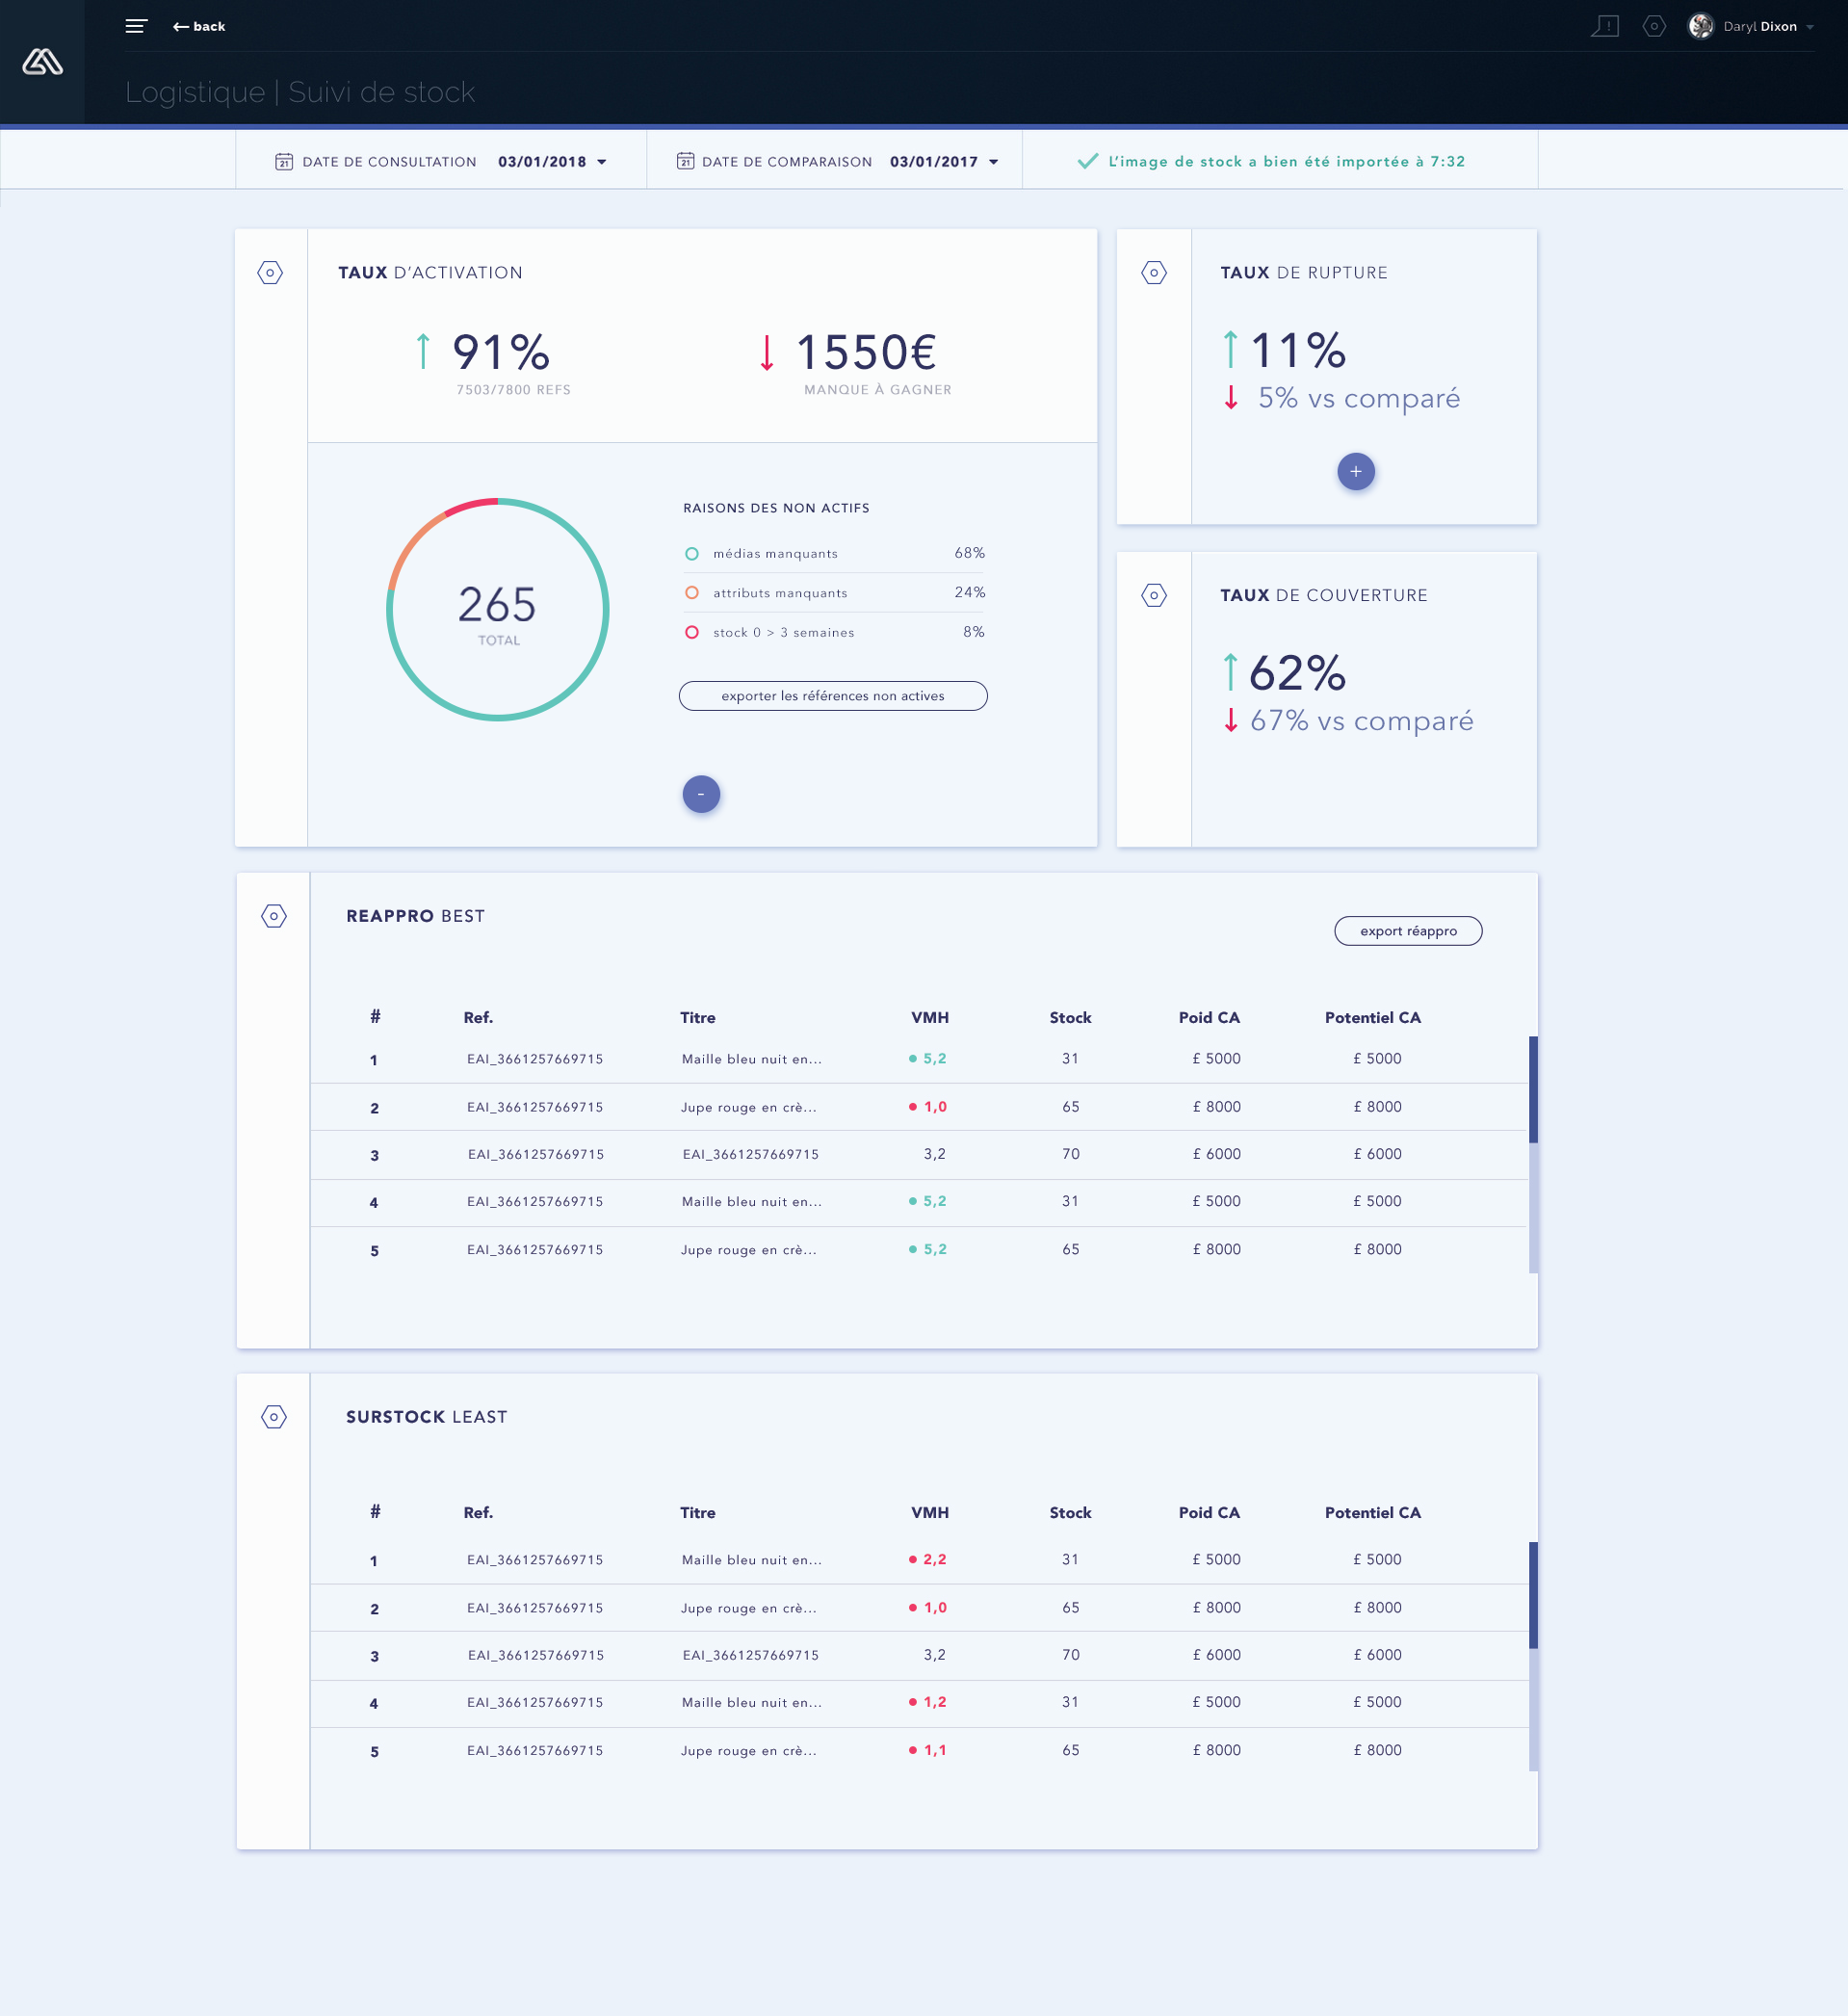 back
Daryl Dixon
Logistique | Suivi de stock
21 DATE DE CONSULTATION 03/01/2018
21 DATE DE COMPARAISON 03/01/2017
L’image de stock a bien été importée à 7:32
TAUX D’ACTIVATION
91%
7503/7800 REFS
1550€
MANQUE À GAGNER
265
TOTAL
RAISONS DES NON ACTIFS
médias manquants 68%
attributs manquants 24%
stock 0 > 3 semaines 8%
exporter les références non actives
-
TAUX DE RUPTURE
11%
5% vs comparé
+
TAUX DE COUVERTURE
62%
67% vs comparé
REAPPRO BEST
export réappro
# Ref. Titre VMH Stock Poid CA Potentiel CA
1 EAI_3661257669715 Maille bleu nuit en... 5,2 31 £ 5000 £ 5000
2 EAI_3661257669715 Jupe rouge en crè... 1,0 65 £ 8000 £ 8000
3 EAI_3661257669715 EAI_3661257669715 3,2 70 £ 6000 £ 6000
4 EAI_3661257669715 Maille bleu nuit en... 5,2 31 £ 5000 £ 5000
5 EAI_3661257669715 Jupe rouge en crè... 5,2 65 £ 8000 £ 8000
SURSTOCK LEAST
# Ref. Titre VMH Stock Poid CA Potentiel CA
1 EAI_3661257669715 Maille bleu nuit en... 2,2 31 £ 5000 £ 5000
2 EAI_3661257669715 Jupe rouge en crè... 1,0 65 £ 8000 £ 8000
3 EAI_3661257669715 EAI_3661257669715 3,2 70 £ 6000 £ 6000
4 EAI_3661257669715 Maille bleu nuit en... 1,2 31 £ 5000 £ 5000
5 EAI_3661257669715 Jupe rouge en crè... 1,1 65 £ 8000 £ 8000